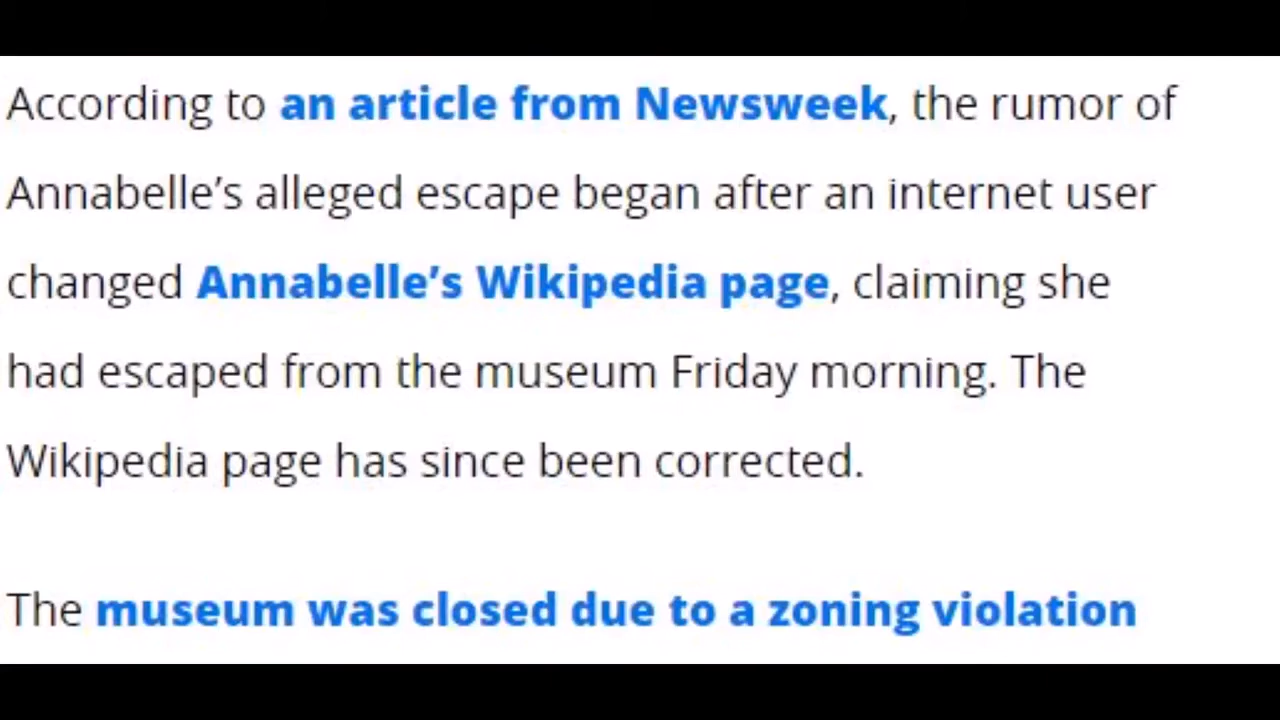 According to an article from Newsweek, the rumor of
Annabelle’s alleged escape began after an internet user
changed Annabelle’s Wikipedia page, claiming she
had escaped from the museum Friday morning. The
Wikipedia page has since been corrected.
The museum was closed due to a zoning violation